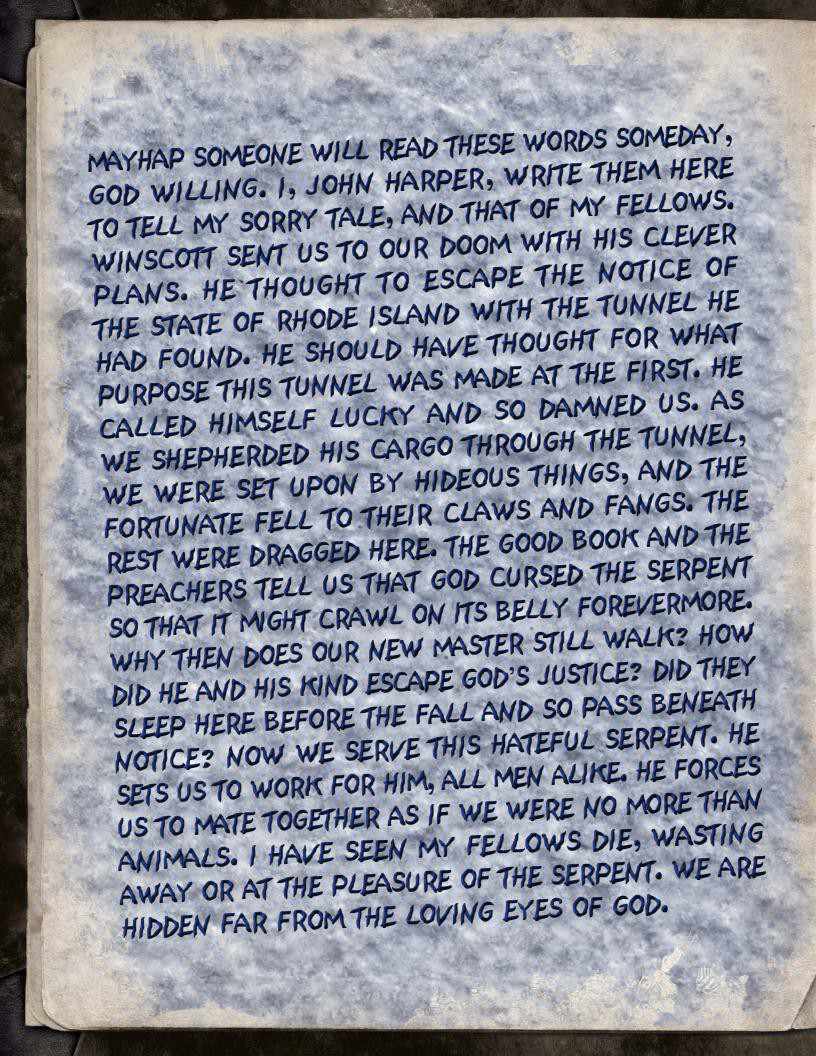 MAYHAP SOMEONE WILL READ THESE WORDS SOMEDAY,
GOD WILLING. I, JOHN HARPER, WRITE THEM HERE
TO TELL MY SORRY TALE, AND THAT OF MY FELLOWS.
WINSCOTT SENT US TO OUR DOOM WITH HIS CLEVER
PLANS. HE THOUGHT TO ESCAPE THE NOTICE OF
THE STATE OF RHODE ISLAND WITH THE TUNNEL HE
HAD FOUND. HE SHOULD HAVE THOUGHT FOR WHAT
PURPOSE THIS TUNNEL WAS MADE AT THE FIRST. HE
CALLED HIMSELF LUCKY AND SO DAMNED US. AS
WE SHEPHERDED HIS CARGO THROUGH THE TUNNEL,
WE WERE SET UPON BY HIDEOUS THINGS, AND THE
FORTUNATE FELL TO THEIR CLAWS AND FANGS. THE
REST WERE DRAGGED HERE. THE GOOD BOOK AND THE
PREACHERS TELL US THAT GOD CURSED THE SERPENT
SO THAT IT MIGHT CRAWL ON ITS BELLY FOREVERMORE.
WHY THEN DOES OUR NEW MASTER STILL WALK? HOW
DID HE AND HIS KIND ESCAPE GOD'S JUSTICE? DID THEY
SLEEP HERE BEFORE THE FALL AND SO PASS BENEATH
NOTICE? NOW WE SERVE THIS HATEFUL SERPENT. HE
SETS US TO WORK FOR HIM, ALL MEN ALIKE. HE FORCES
US TO MATE TOGETHER AS IF WE WERE NO MORE THAN
ANIMALS. I HAVE SEEN MY FELLOWS DIE, WASTING
AWAY OR AT THE PLEASURE OF THE SERPENT. WE ARE
HIDDEN FAR FROM THE LOVING EYES OF GOD.